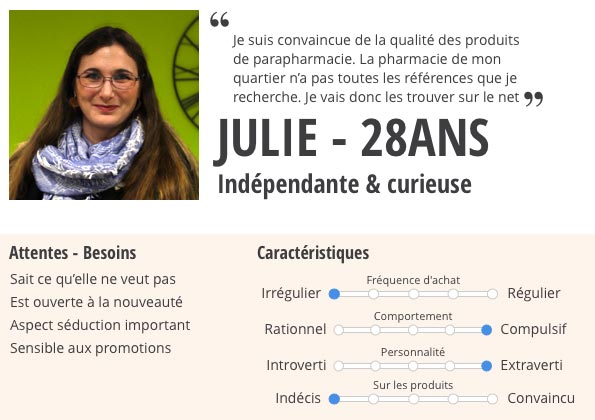 “
Je suis convaincue de la qualité des produits
de parapharmacie. La pharmacie de mon
quartier n’a pas toutes les références que je
recherche. Je vais donc les trouver sur le net ”
JULIE - 28ANS
Indépendante & curieuse
Attentes - Besoins
Sait ce qu’elle ne veut pas
Est ouverte à la nouveauté
Aspect séduction important
Sensible aux promotions
Caractéristiques
Fréquence d'achat
Irrégulier Régulier
Comportement
Rationnel Compulsif
Personnalité
Introverti Extraverti
Sur les produits
Indécis Convaincu